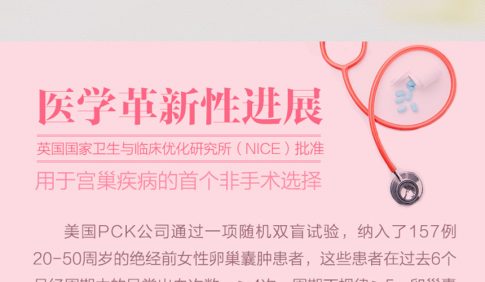 医学革新性进展
英国国家卫生与临床优化研究所（NICE）批准
用于宫巢疾病的首个非手术选择
美国PCK公司通过一项随机双盲试验，纳入了157例
20-50周岁的绝经前女性卵巢囊肿患者，这些患者在过去6个